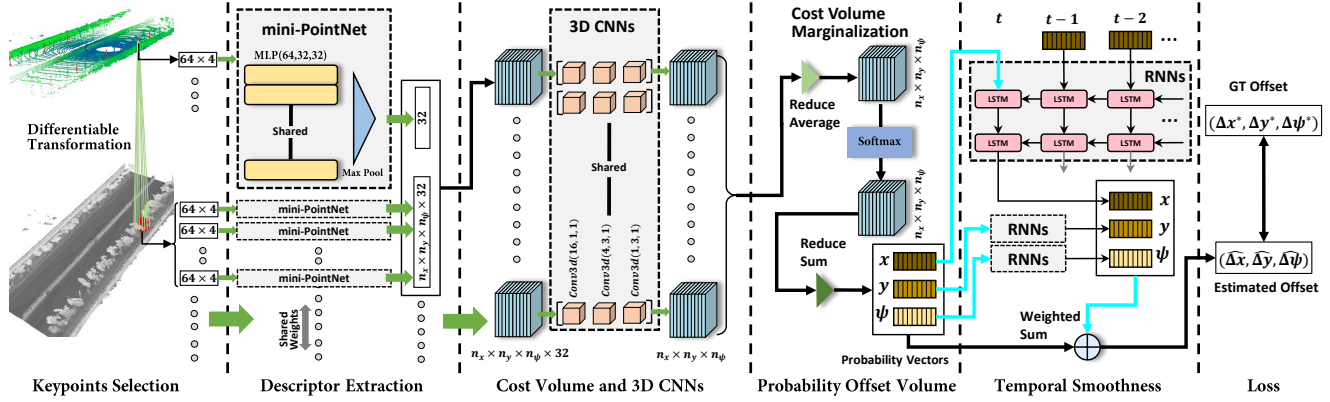 Differentiable
Transformation
64 × 4
64 × 4
64 × 4
64 × 4
Keypoints Selection
mini-PointNet
MLP(64,32,32)
Shared
Max Pool
32
mini-PointNet
mini-PointNet
mini-PointNet
n_x × n_y × n_ψ × 32
Shared
Weights
Descriptor Extraction
3D CNNs
Shared
Conv3d(16,1,1)
Conv3d(4,3,1)
Conv3d(1,3,1)
n_x × n_y × n_ψ × 32
n_x × n_y × n_ψ
Cost Volume and 3D CNNs
Cost Volume
Marginalization
Reduce
Average
n_x × n_y × n_ψ
Softmax
n_x × n_y × n_ψ
Reduce
Sum
x
y
ψ
Probability Vectors
Probability Offset Volume
t
t − 1
t − 2
...
RNNs
LSTM
LSTM
LSTM
...
LSTM
LSTM
LSTM
x
y
ψ
RNNs
RNNs
Weighted
Sum
Temporal Smoothness
GT Offset
(Δx*, Δy*, Δψ*)
(Δ̂x, Δ̂y, Δ̂ψ)
Estimated Offset
Loss